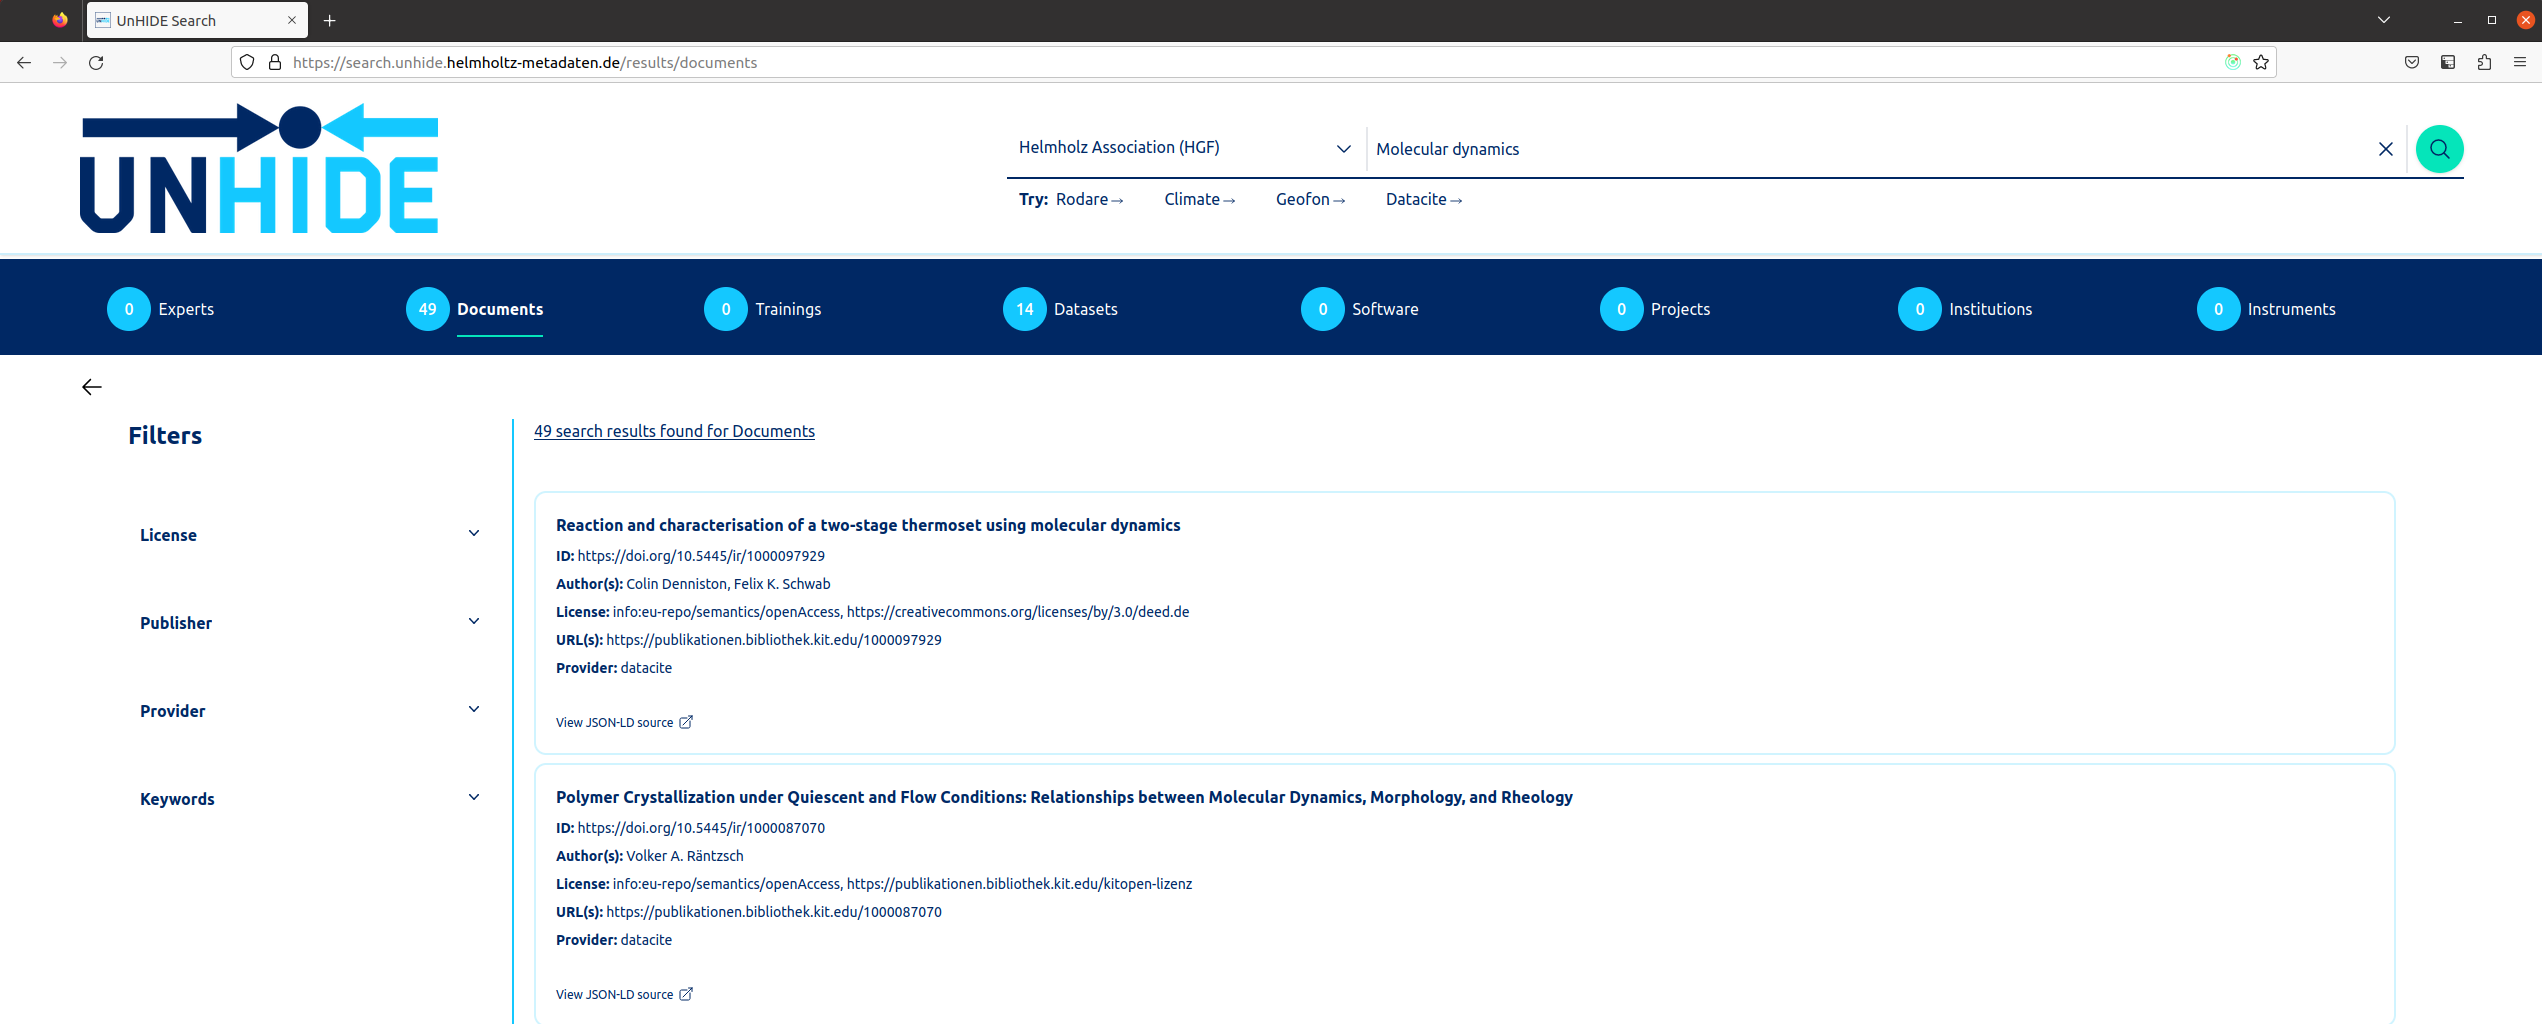 UnHIDE Search
https://search.unhide.helmholtz-metadaten.de/results/documents
UNHIDE
Helmholz Association (HGF)
Molecular dynamics
Try: Rodare→ Climate→ Geofon→ Datacite→
0 Experts
49 Documents
0 Trainings
14 Datasets
0 Software
0 Projects
0 Institutions
0 Instruments
Filters
License
Publisher
Provider
Keywords
49 search results found for Documents
Reaction and characterisation of a two-stage thermoset using molecular dynamics
ID: https://doi.org/10.5445/ir/1000097929
Author(s): Colin Denniston, Felix K. Schwab
License: info:eu-repo/semantics/openAccess, https://creativecommons.org/licenses/by/3.0/deed.de
URL(s): https://publikationen.bibliothek.kit.edu/1000097929
Provider: datacite
View JSON-LD source
Polymer Crystallization under Quiescent and Flow Conditions: Relationships between Molecular Dynamics, Morphology, and Rheology
ID: https://doi.org/10.5445/ir/1000087070
Author(s): Volker A. Räntzsch
License: info:eu-repo/semantics/openAccess, https://publikationen.bibliothek.kit.edu/kitopen-lizenz
URL(s): https://publikationen.bibliothek.kit.edu/1000087070
Provider: datacite
View JSON-LD source